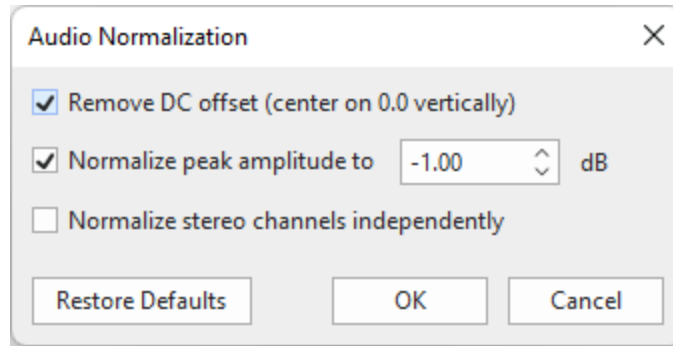 Audio Normalization
Remove DC offset (center on 0.0 vertically)
Normalize peak amplitude to -1.00 dB
Normalize stereo channels independently
Restore Defaults OK Cancel